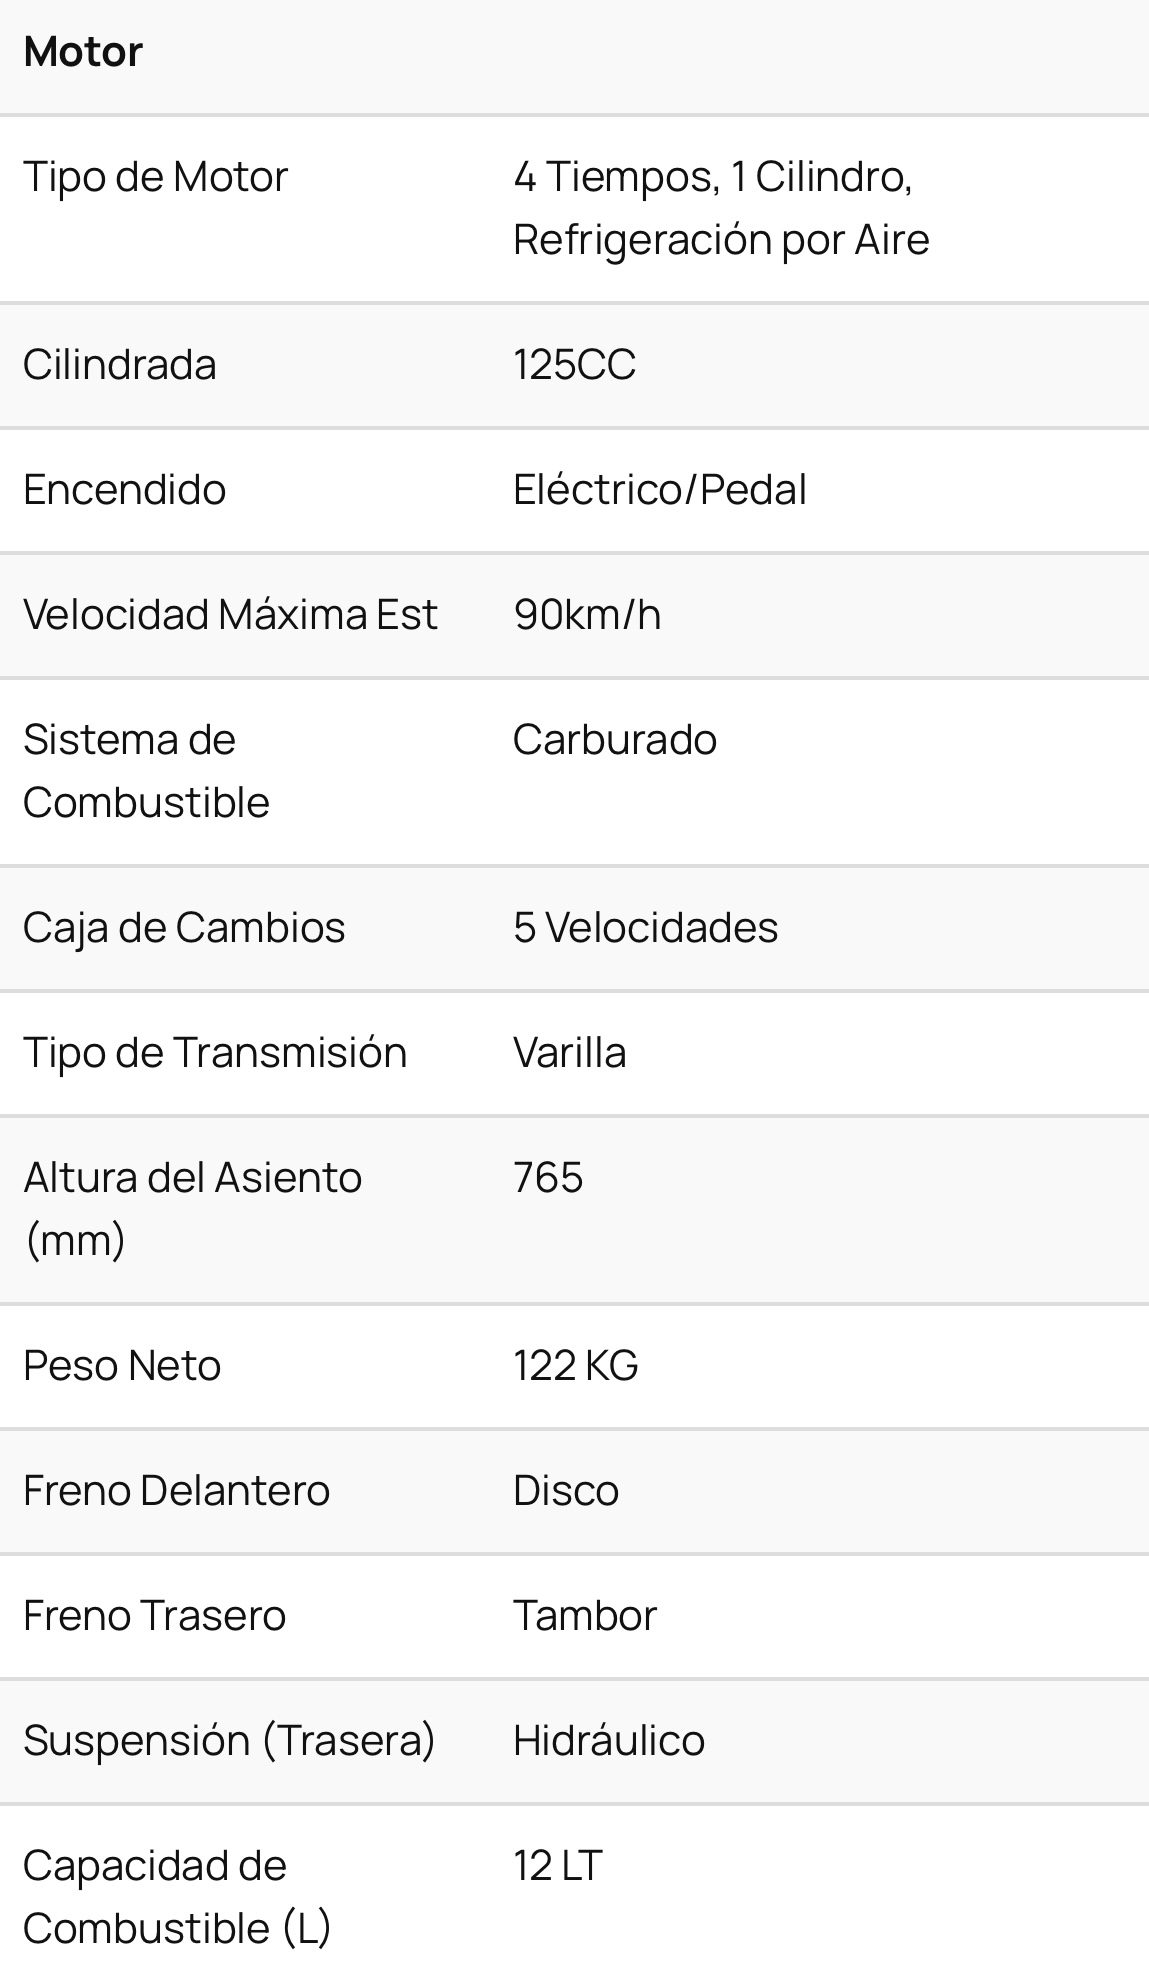 Motor
Tipo de Motor
4 Tiempos, 1 Cilindro,
Refrigeración por Aire
Cilindrada
125CC
Encendido
Eléctrico/Pedal
Velocidad Máxima Est
90km/h
Sistema de
Combustible
Carburado
Caja de Cambios
5 Velocidades
Tipo de Transmisión
Varilla
Altura del Asiento
(mm)
765
Peso Neto
122 KG
Freno Delantero
Disco
Freno Trasero
Tambor
Suspensión (Trasera)
Hidráulico
Capacidad de
Combustible (L)
12 LT